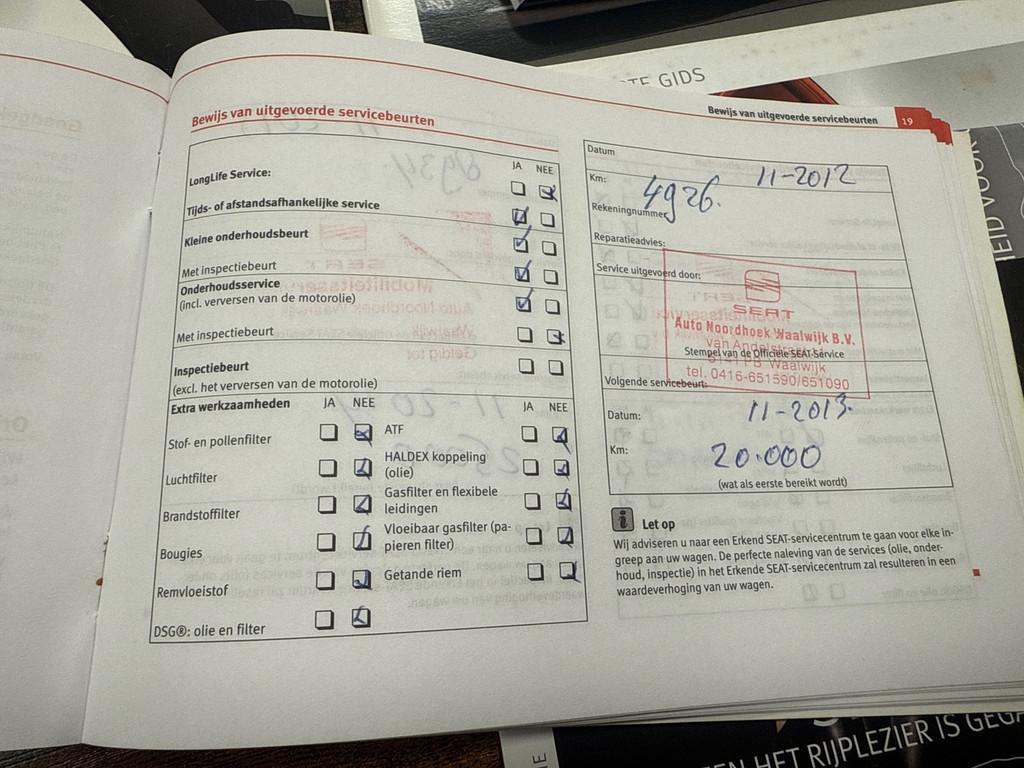 TE GIDS
Bewijs van uitgevoerde servicebeurten
Bewijs van uitgevoerde servicebeurten 19
JA NEE
LongLife Service:
Tijds- of afstandsafhankelijke service
Kleine onderhoudsbeurt
Met inspectiebeurt
Onderhoudsservice
(incl. verversen van de motorolie)
Met inspectiebeurt
Inspectiebeurt
(excl. het verversen van de motorolie)
Extra werkzaamheden JA NEE JA NEE
Stof- en pollenfilter
Luchtfilter
Brandstoffilter
Bougies
Remvloeistof
DSG®: olie en filter
ATF
HALDEX koppeling
(olie)
Gasfilter en flexibele
leidingen
Vloeibaar gasfilter (pa-
pieren filter)
Getande riem
Datum
11-2012
Km:
4926.
Rekeningnummer
Reparatieadvies:
Service uitgevoerd door:
SEAT
Auto Noordhoek Waalwijk B.V.
Stempel van de Officiële SEAT-Service
PB Waalwijk
tel. 0416-651590/651090
Volgende servicebeurt:
Datum: 11-2013.
Km: 20.000
(wat als eerste bereikt wordt)
i Let op
Wij adviseren u naar een Erkend SEAT-servicecentrum te gaan voor elke in-
greep aan uw wagen. De perfecte naleving van de services (olie, onder-
houd, inspectie) in het Erkende SEAT-servicecentrum zal resulteren in een
waardeverhoging van uw wagen.
EID VOOR
EN HET RIJPLEZIER IS GEGA